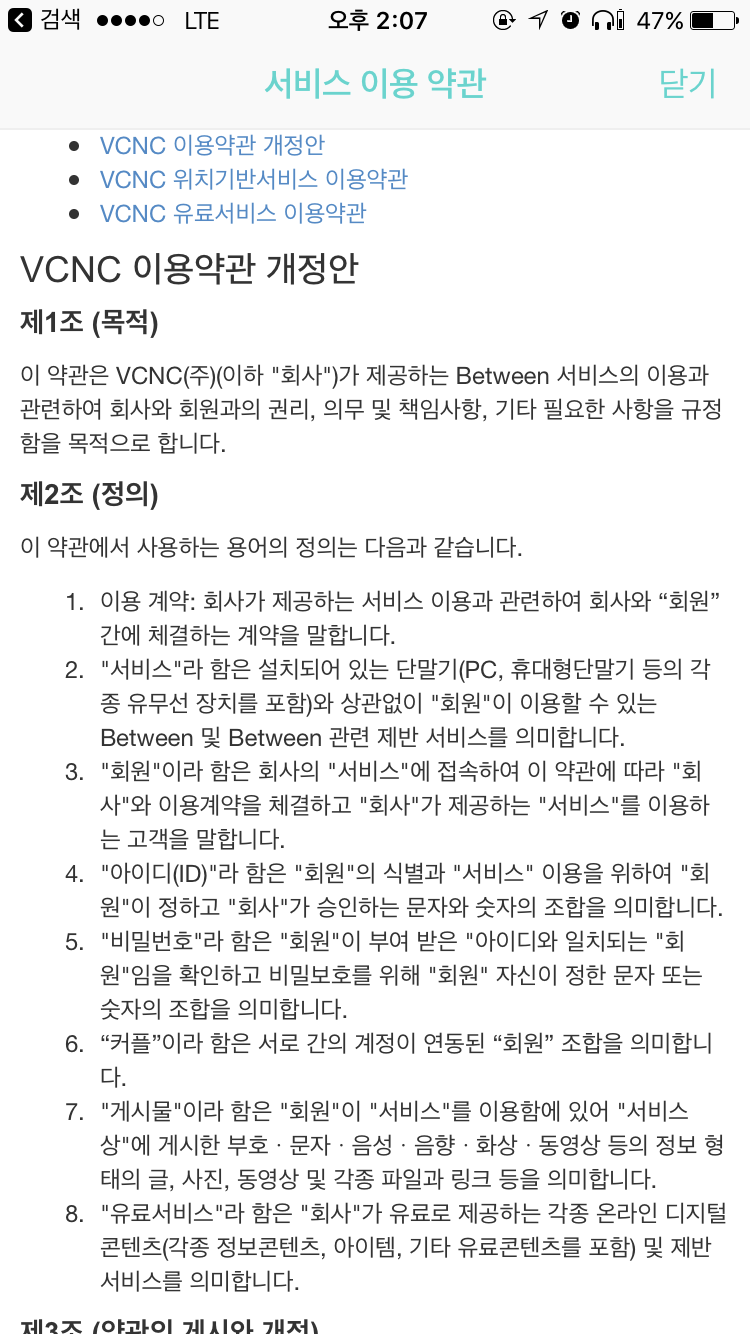 검색 LTE 오후 2:07 47%
서비스 이용 약관 닫기
• VCNC 이용약관 개정안
• VCNC 위치기반서비스 이용약관
• VCNC 유료서비스 이용약관
VCNC 이용약관 개정안
제1조 (목적)
이 약관은 VCNC(주)(이하 "회사")가 제공하는 Between 서비스의 이용과
관련하여 회사와 회원과의 권리, 의무 및 책임사항, 기타 필요한 사항을 규정
함을 목적으로 합니다.
제2조 (정의)
이 약관에서 사용하는 용어의 정의는 다음과 같습니다.
1. 이용 계약: 회사가 제공하는 서비스 이용과 관련하여 회사와 “회원”
간에 체결하는 계약을 말합니다.
2. "서비스"라 함은 설치되어 있는 단말기(PC, 휴대형단말기 등의 각
종 유무선 장치를 포함)와 상관없이 "회원"이 이용할 수 있는
Between 및 Between 관련 제반 서비스를 의미합니다.
3. "회원"이라 함은 회사의 "서비스"에 접속하여 이 약관에 따라 "회
사"와 이용계약을 체결하고 "회사"가 제공하는 "서비스"를 이용하
는 고객을 말합니다.
4. "아이디(ID)"라 함은 "회원"의 식별과 "서비스" 이용을 위하여 "회
원"이 정하고 "회사"가 승인하는 문자와 숫자의 조합을 의미합니다.
5. "비밀번호"라 함은 "회원"이 부여 받은 "아이디와 일치되는 "회
원"임을 확인하고 비밀보호를 위해 "회원" 자신이 정한 문자 또는
숫자의 조합을 의미합니다.
6. “커플”이라 함은 서로 간의 계정이 연동된 “회원” 조합을 의미합니
다.
7. "게시물"이라 함은 "회원"이 "서비스"를 이용함에 있어 "서비스
상"에 게시한 부호ㆍ문자ㆍ음성ㆍ음향ㆍ화상ㆍ동영상 등의 정보 형
태의 글, 사진, 동영상 및 각종 파일과 링크 등을 의미합니다.
8. "유료서비스"라 함은 "회사"가 유료로 제공하는 각종 온라인 디지털
콘텐츠(각종 정보콘텐츠, 아이템, 기타 유료콘텐츠를 포함) 및 제반
서비스를 의미합니다.
제3조 (약관의 게시와 개정)